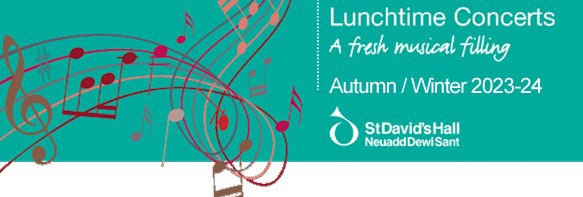 Lunchtime Concerts
A fresh musical filling
Autumn / Winter 2023-24
St David's Hall
Neuadd Dewi Sant